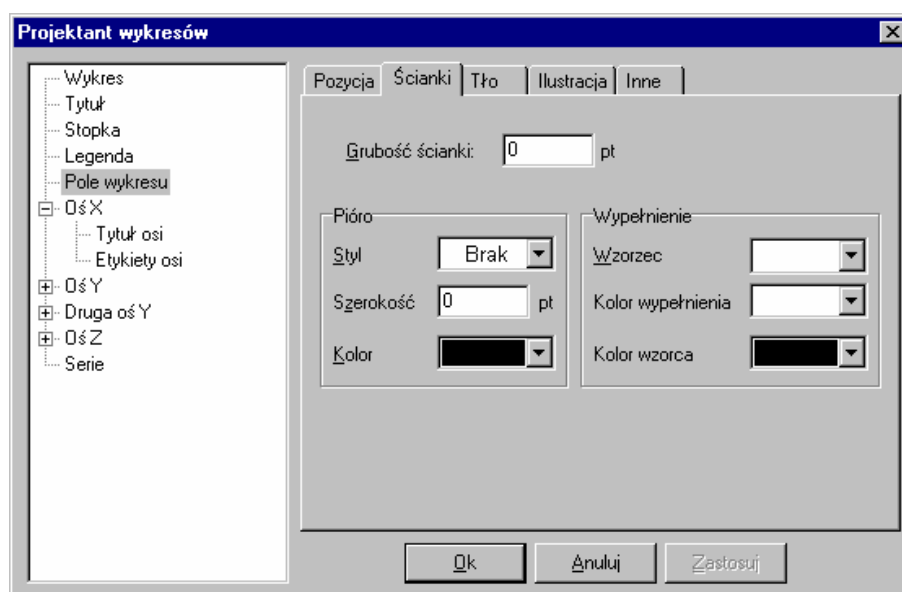 Projektant wykresów
Wykres
Tytuł
Stopka
Legenda
Pole wykresu
Oś X
Tytuł osi
Etykiety osi
Oś Y
Druga oś Y
Oś Z
Serie
Pozycja Ścianki Tło Ilustracja Inne
Grubość ścianki: 0 pt
Pióro
Styl Brak
Szerokość 0 pt
Kolor
Wypełnienie
Wzorzec
Kolor wypełnienia
Kolor wzorca
Ok Anuluj Zastosuj